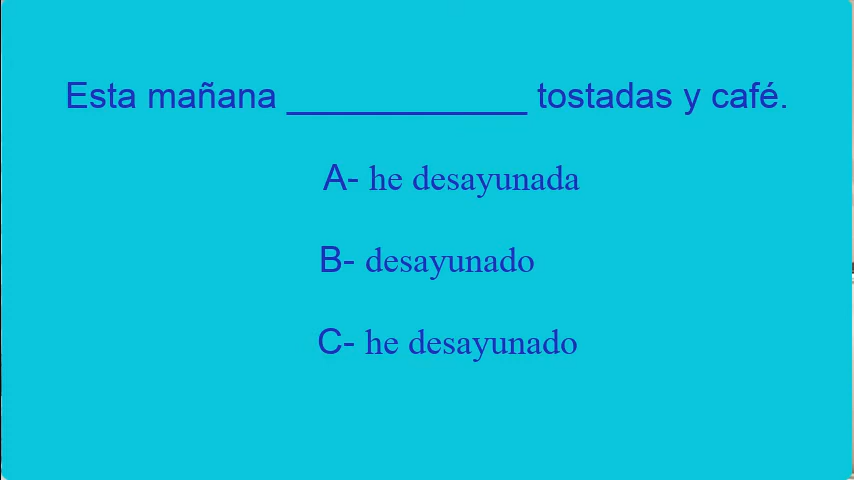 Esta mañana ____________ tostadas y café.
A- he desayunada
B- desayunado
C- he desayunado